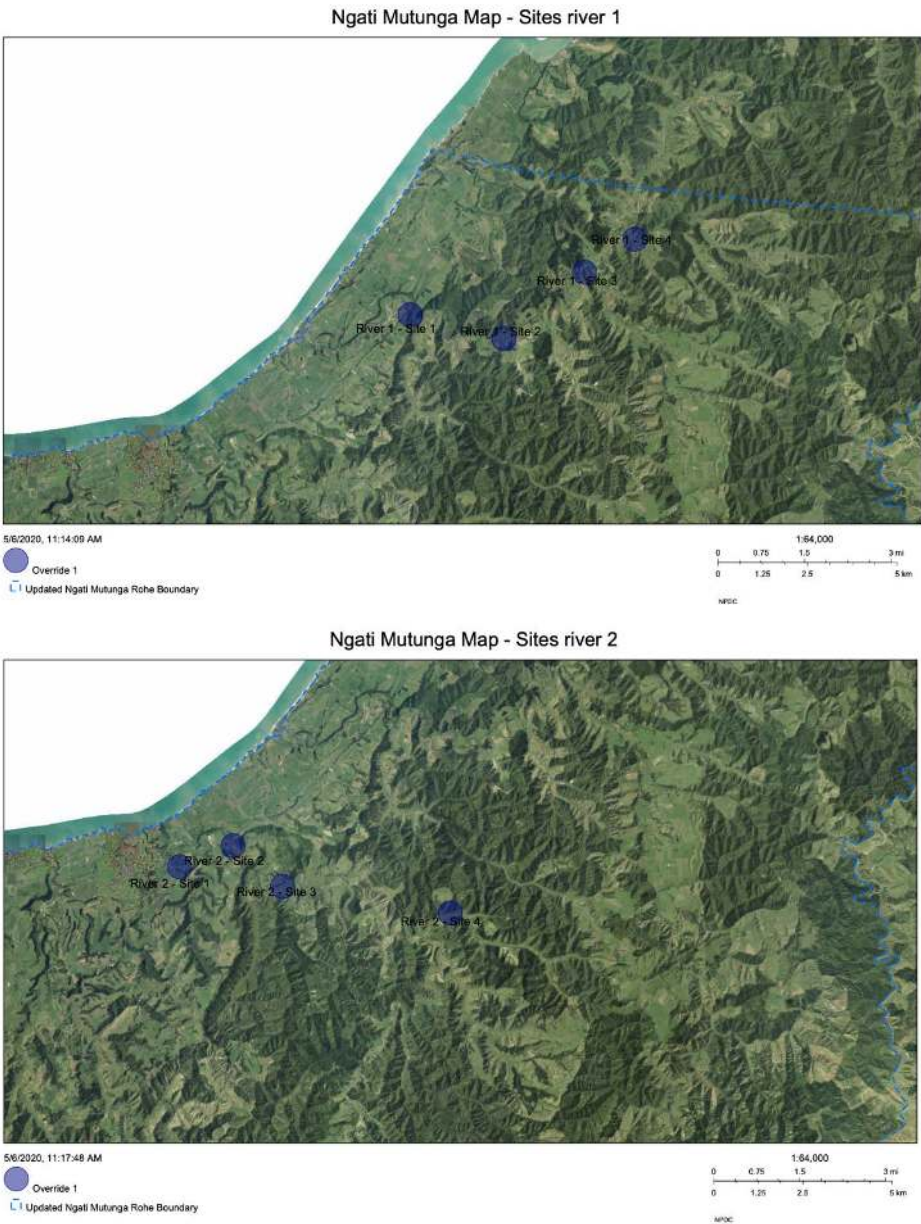 Ngati Mutunga Map - Sites river 1
River 1 - Site 4
River 1 - Site 3
River 1 - Site 1
River 1 - Site 2
5/6/2020, 11:14:09 AM
Override 1
Updated Ngati Mutunga Rohe Boundary
1:64,000
0 0.75 1.5 3 mi
0 1.25 2.5 5 km
NPDC
Ngati Mutunga Map - Sites river 2
River 2 - Site 2
River 2 - Site 1
River 2 - Site 3
River 2 - Site 4
5/6/2020, 11:17:48 AM
Override 1
Updated Ngati Mutunga Rohe Boundary
1:64,000
0 0.75 1.5 3 mi
0 1.25 2.5 5 km
NPDC